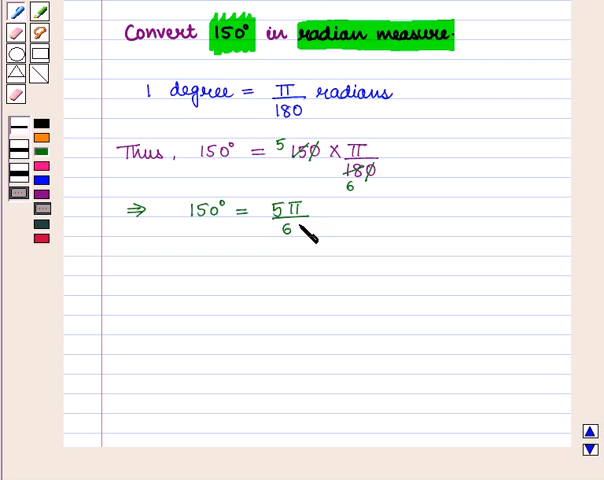 Convert 150° in radian measure.
1 degree = π/180 radians
Thus, 150° = 5 150 × π/180 6
⇒ 150° = 5π/6